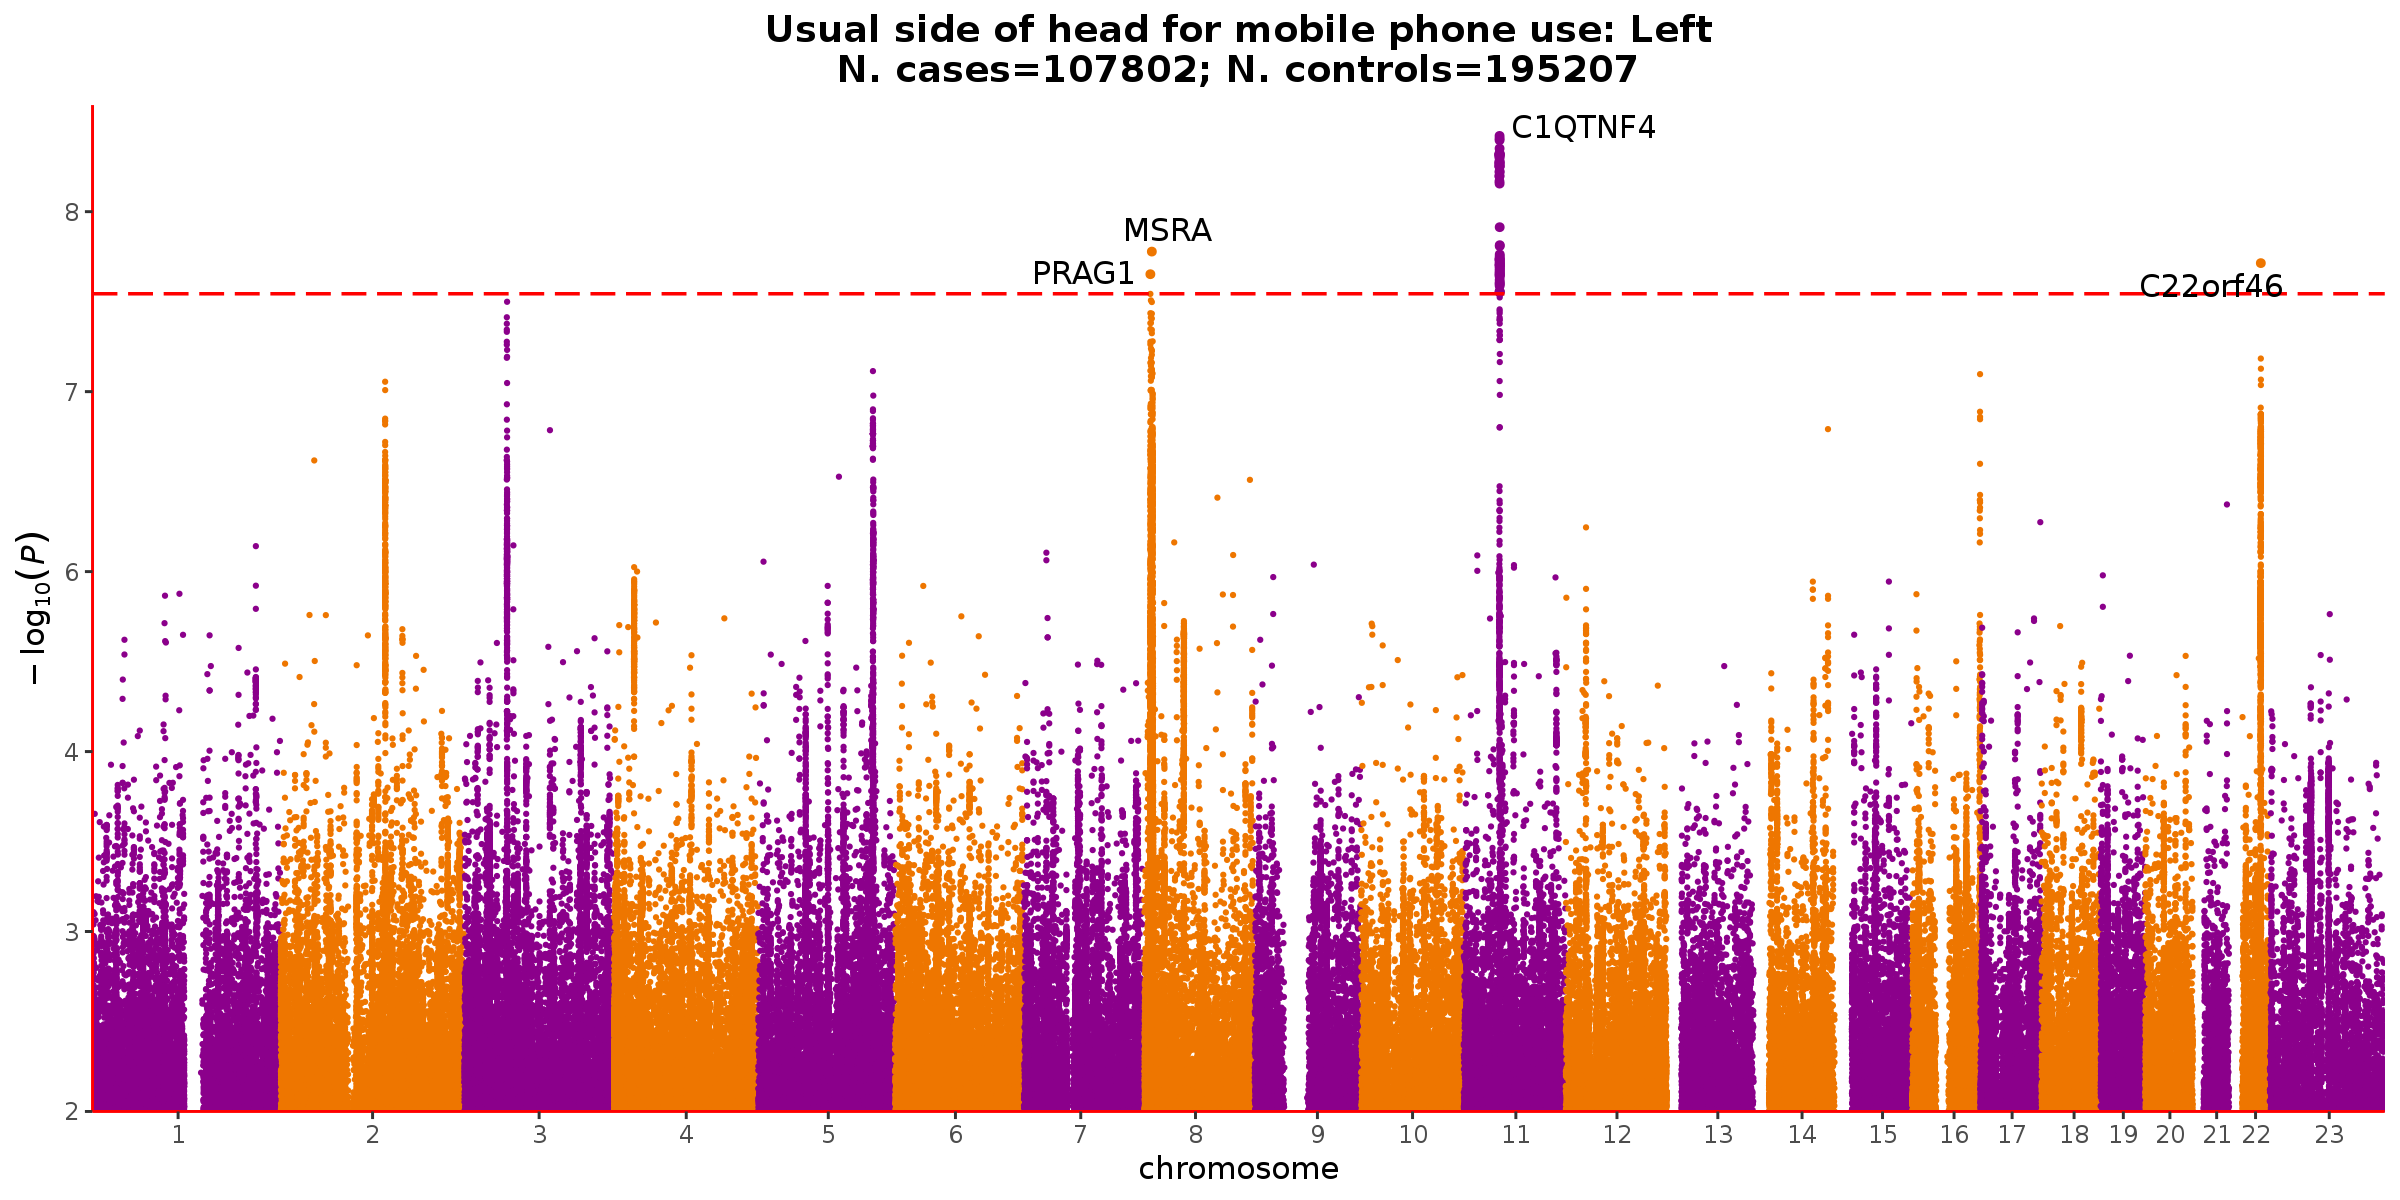 Usual side of head for mobile phone use: Left
N. cases=107802; N. controls=195207
C1QTNF4
MSRA
PRAG1
C22orf46
8
7
6
5
4
3
2
−log10(P)
1 2 3 4 5 6 7 8 9 10 11 12 13 14 15 16 17 18 19 20 21 22 23
chromosome